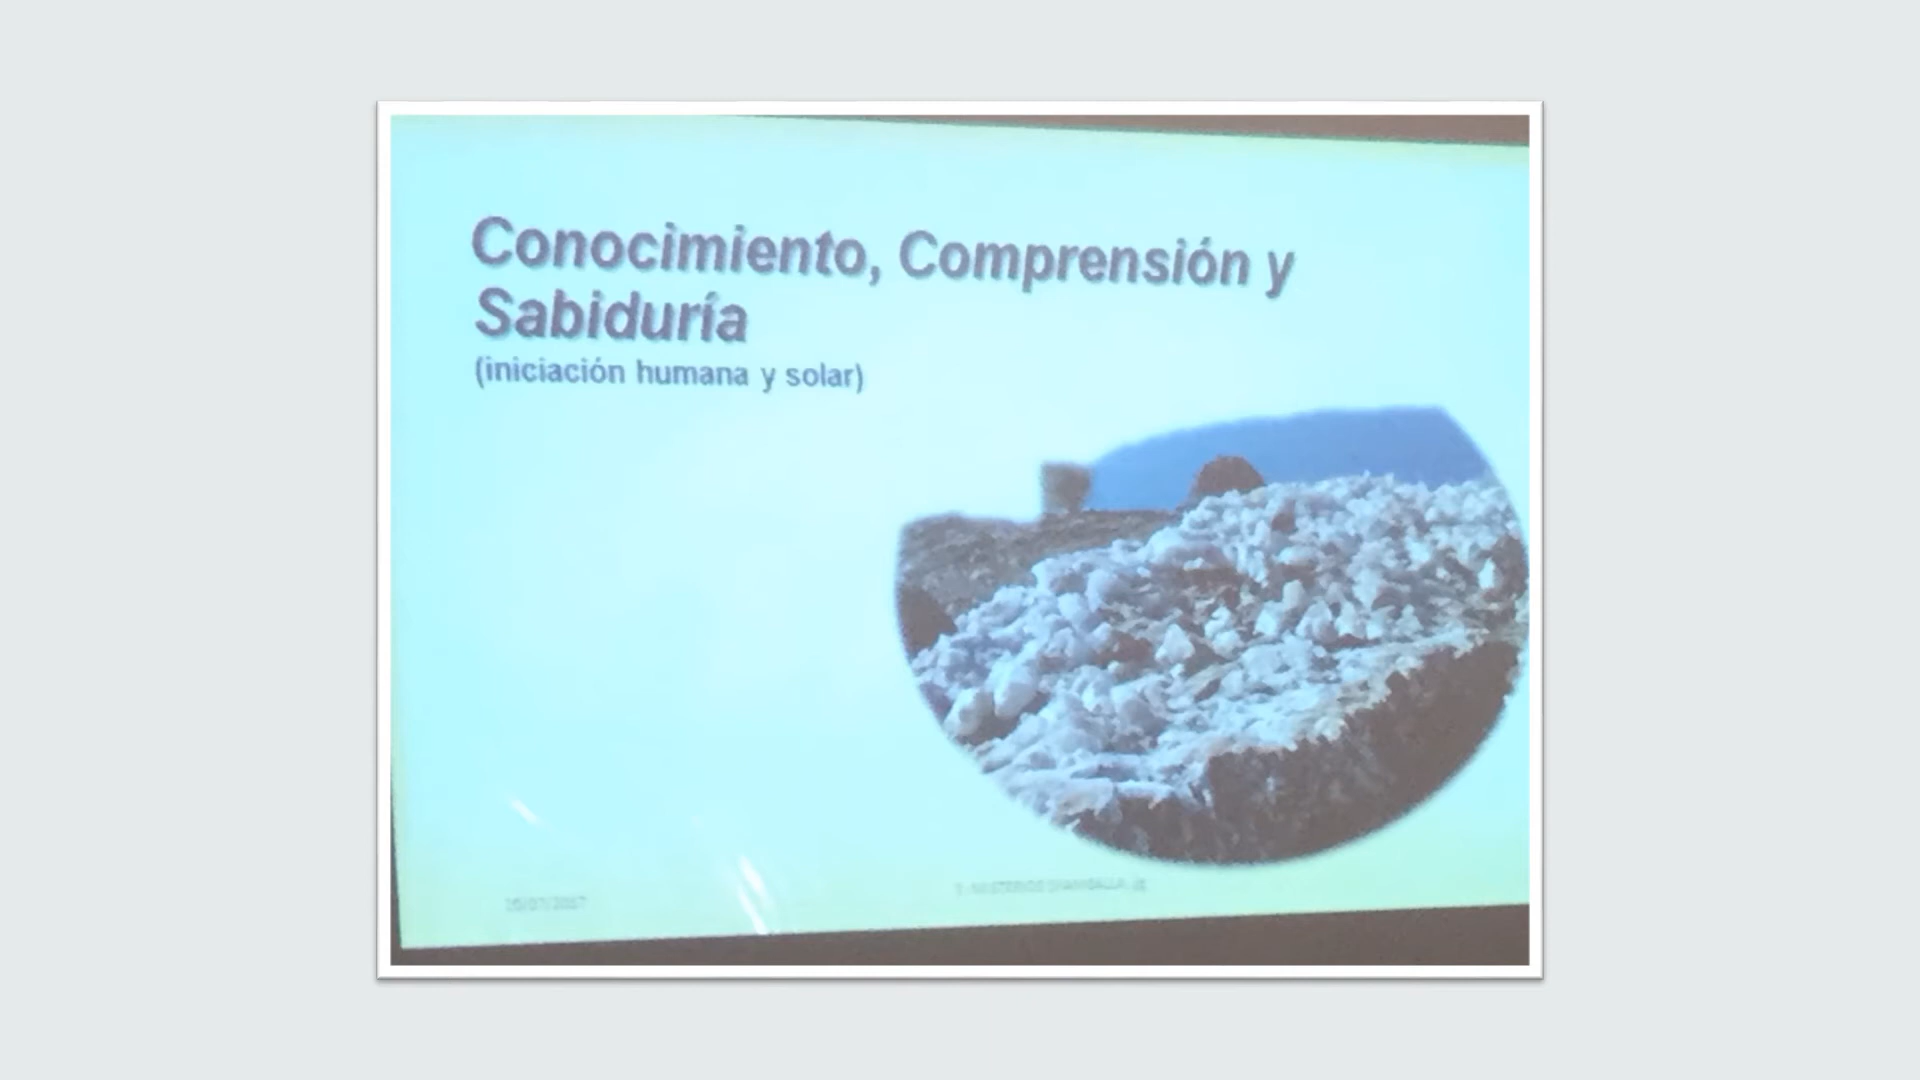 Conocimiento, Comprensión y
Sabiduría
(iniciación humana y solar)